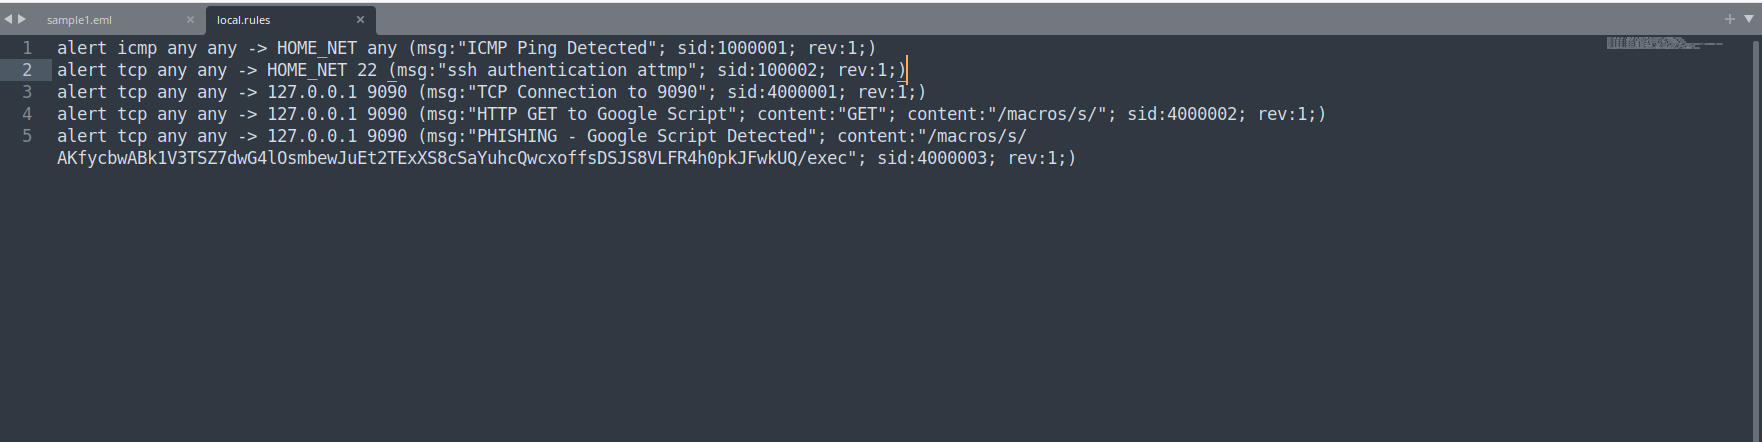 sample1.eml
local.rules
1 alert icmp any any -> HOME_NET any (msg:"ICMP Ping Detected"; sid:1000001; rev:1;)
2 alert tcp any any -> HOME_NET 22 (msg:"ssh authentication attmp"; sid:100002; rev:1;)
3 alert tcp any any -> 127.0.0.1 9090 (msg:"TCP Connection to 9090"; sid:4000001; rev:1;)
4 alert tcp any any -> 127.0.0.1 9090 (msg:"HTTP GET to Google Script"; content:"GET"; content:"/macros/s/"; sid:4000002; rev:1;)
5 alert tcp any any -> 127.0.0.1 9090 (msg:"PHISHING - Google Script Detected"; content:"/macros/s/
AKfycbwABk1V3TSZ7dwG4lOsmbewJuEt2TExXS8cSaYuhcQwcxoffsDSJS8VLFR4h0pkJFwkUQ/exec"; sid:4000003; rev:1;)